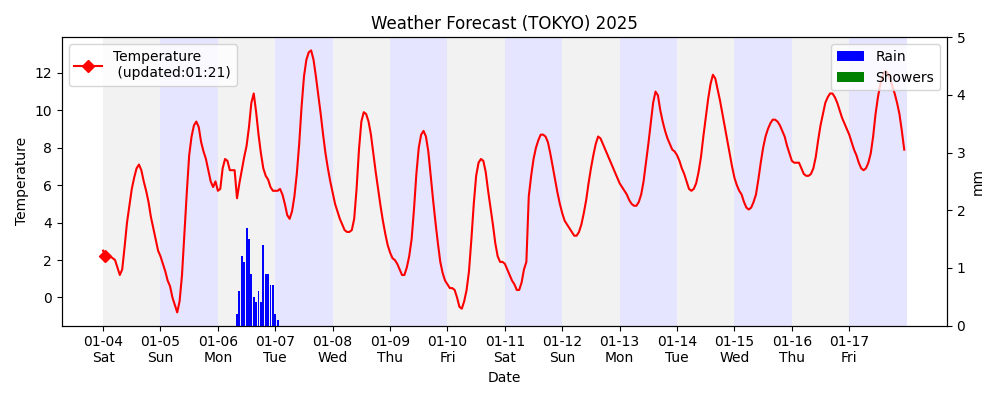 Weather Forecast (TOKYO) 2025
Temperature
(updated:01:21)
Rain
Showers
Temperature
12
10
8
6
4
2
0
5
4
3
2
1
0
mm
01-04 01-05 01-06 01-07 01-08 01-09 01-10 01-11 01-12 01-13 01-14 01-15 01-16 01-17
Sat Sun Mon Tue Wed Thu Fri Sat Sun Mon Tue Wed Thu Fri
Date